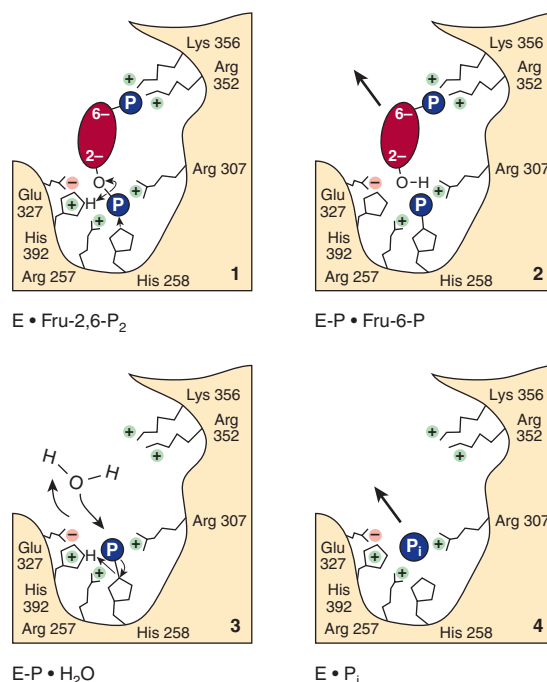 Lys 356
Arg
352
+
P
+
6–
2–
Arg 307
O
–
Glu
327
+
H
P
+
+
His
392
Arg 257
His 258
1
E • Fru-2,6-P₂
Lys 356
Arg
352
+
P
+
6–
2–
Arg 307
O
H
–
Glu
327
P
+
+
His
392
Arg 257
His 258
2
E-P • Fru-6-P
Lys 356
Arg
352
+
+
H
H
O
Arg 307
–
Glu
327
+
H
P
+
+
His
392
Arg 257
His 258
3
E-P • H₂O
Lys 356
Arg
352
+
+
Arg 307
–
Glu
327
+
Pᵢ
+
+
His
392
Arg 257
His 258
4
E • Pᵢ